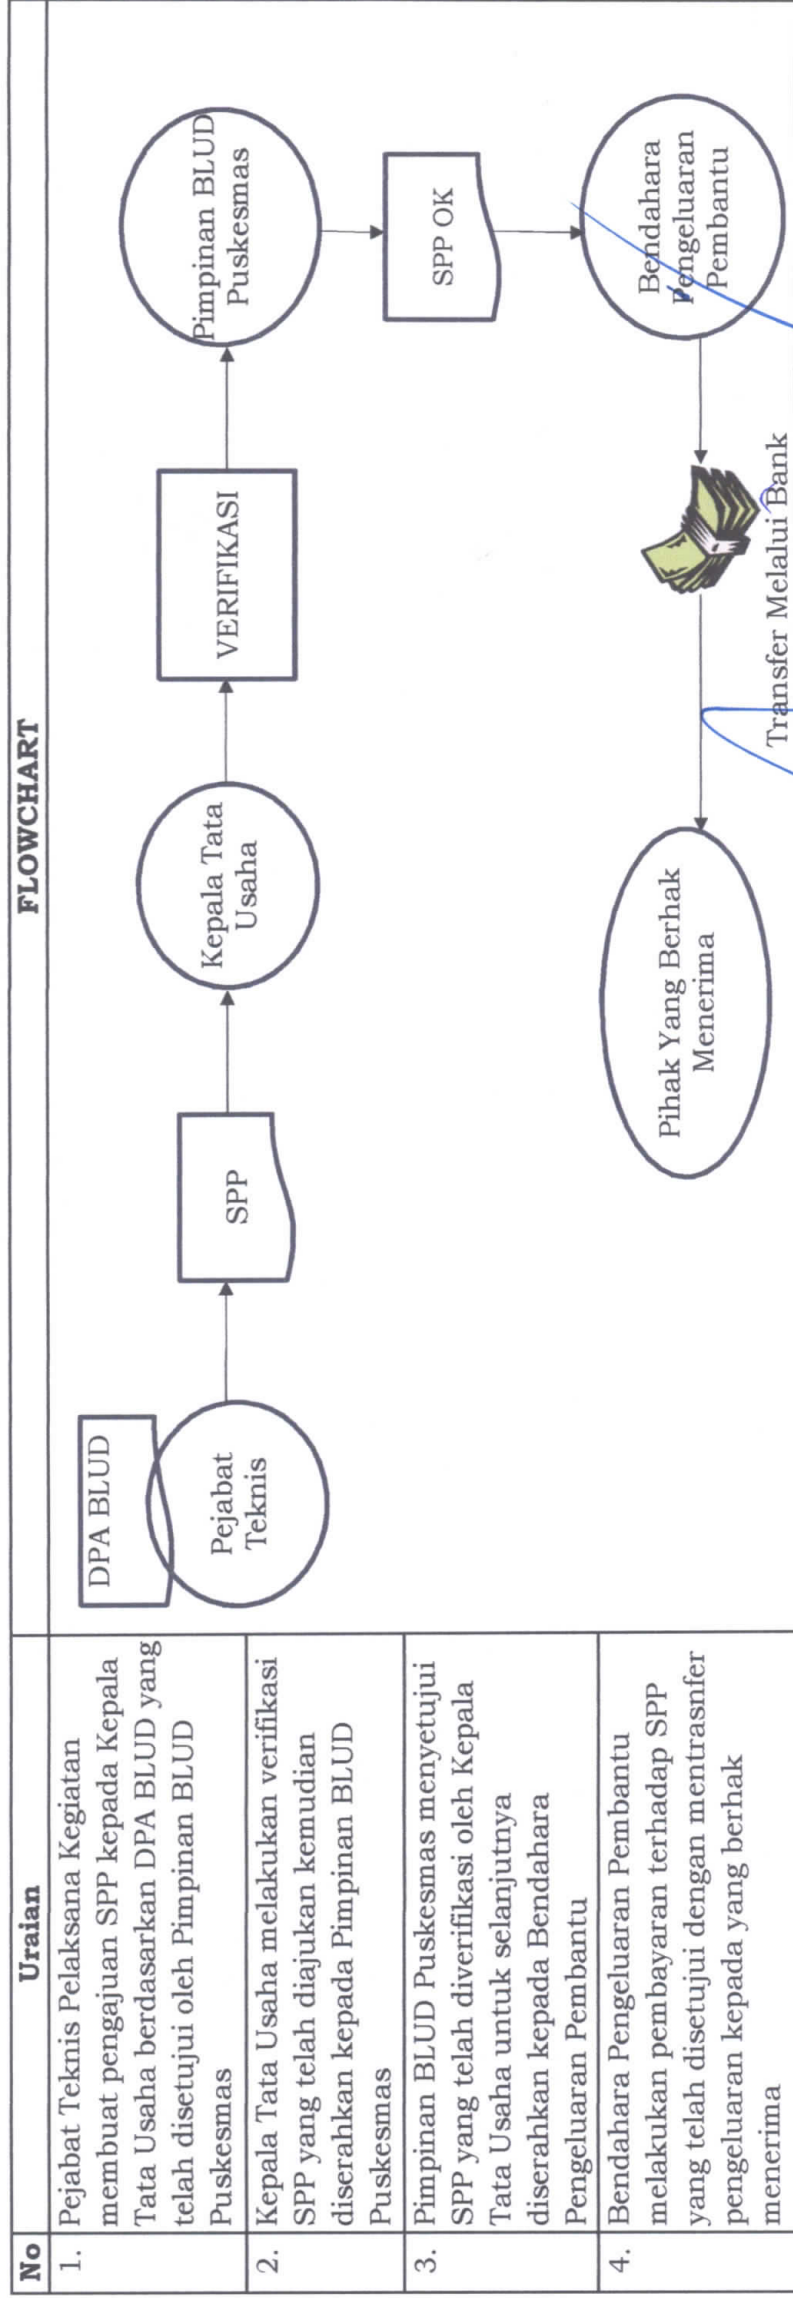 No
Uraian
FLOWCHART
1.
Pejabat Teknis Pelaksana Kegiatan
membuat pengajuan SPP kepada Kepala
Tata Usaha berdasarkan DPA BLUD yang
telah disetujui oleh Pimpinan BLUD
Puskesmas
2.
Kepala Tata Usaha melakukan verifikasi
SPP yang telah diajukan kemudian
diserahkan kepada Pimpinan BLUD
Puskesmas
3.
Pimpinan BLUD Puskesmas menyetujui
SPP yang telah diverifikasi oleh Kepala
Tata Usaha untuk selanjutnya
diserahkan kepada Bendahara
Pengeluaran Pembantu
4.
Bendahara Pengeluaran Pembantu
melakukan pembayaran terhadap SPP
yang telah disetujui dengan mentrasnfer
pengeluaran kepada yang berhak
menerima
DPA BLUD
Pejabat
Teknis
SPP
Kepala Tata
Usaha
VERIFIKASI
Pimpinan BLUD
Puskesmas
SPP OK
Bendahara
Pengeluaran
Pembantu
Transfer Melalui Bank
Pihak Yang Berhak
Menerima